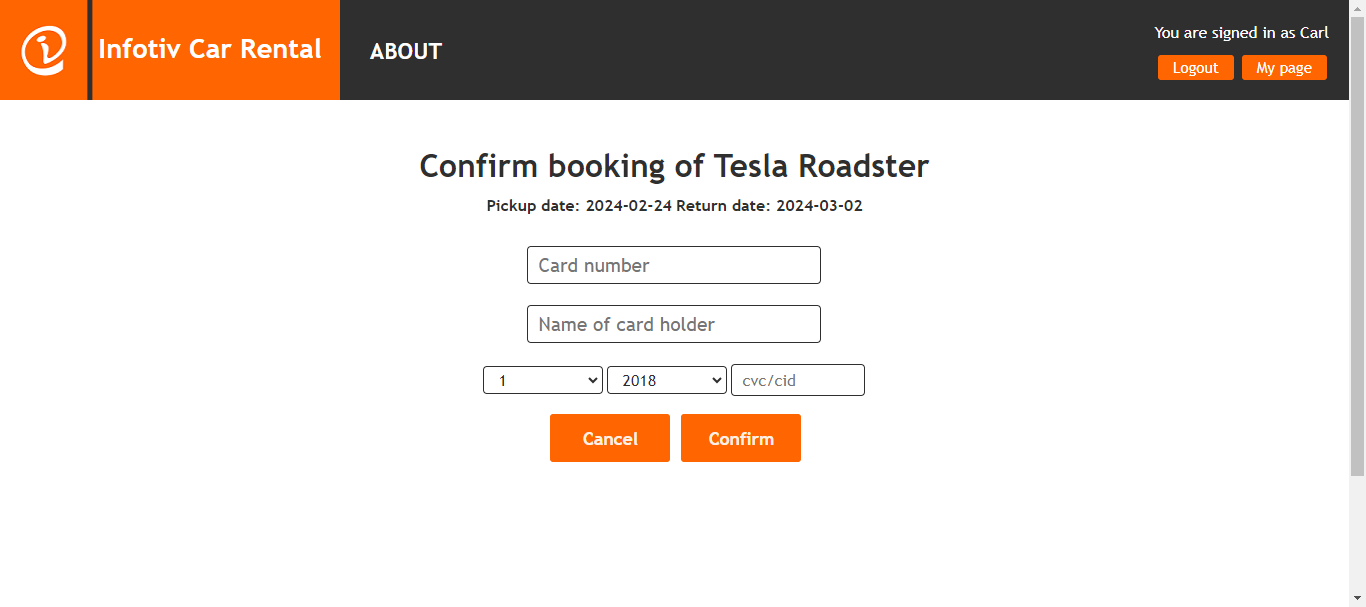 Infotiv Car Rental
ABOUT
You are signed in as Carl
Logout My page
Confirm booking of Tesla Roadster
Pickup date: 2024-02-24 Return date: 2024-03-02
Card number
Name of card holder
1 2018 cvc/cid
Cancel Confirm